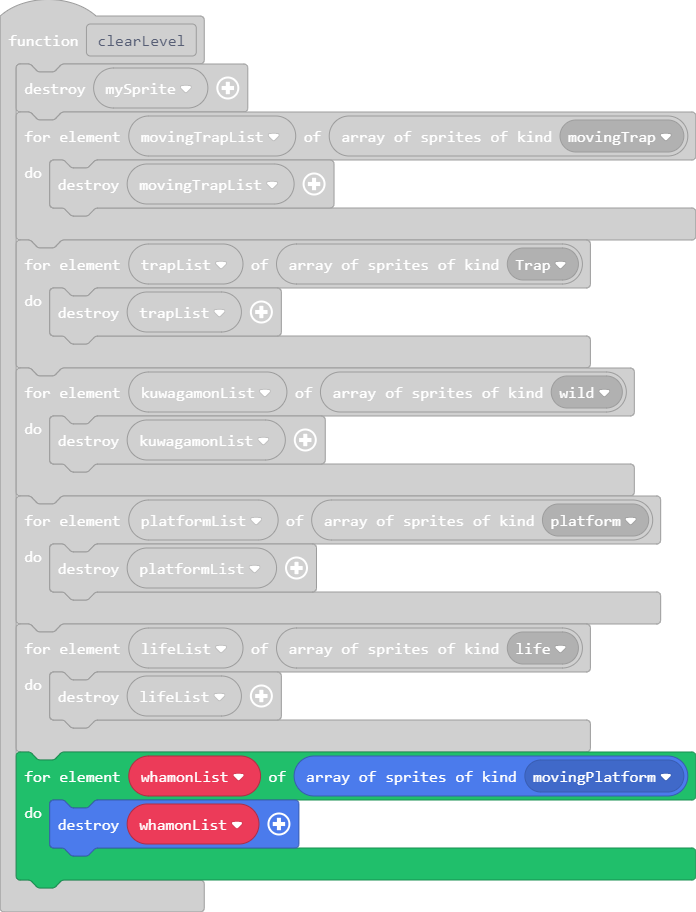 function clearLevel
destroy mySprite
for element movingTrapList of array of sprites of kind movingTrap
do
destroy movingTrapList
for element trapList of array of sprites of kind Trap
do
destroy trapList
for element kuwagamonList of array of sprites of kind wild
do
destroy kuwagamonList
for element platformList of array of sprites of kind platform
do
destroy platformList
for element lifeList of array of sprites of kind life
do
destroy lifeList
for element whamonList of array of sprites of kind movingPlatform
do
destroy whamonList